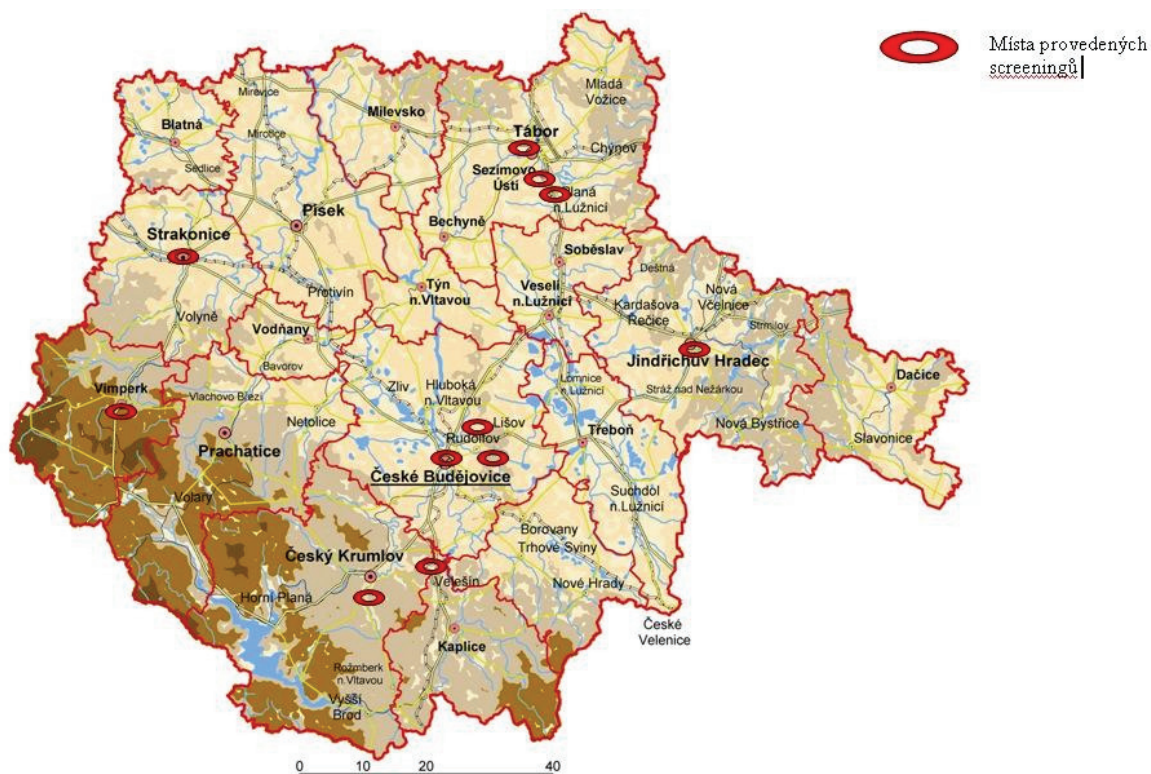 Místa provedených
screeningů
Mladá
Vožice
Mirevice
Milevsko
Blatná
Mirotice
Tábor
Chýnov
Sedlice
Sezimovo
Ústí
Planá
n.Lužnicí
Písek
Bechyně
Strakonice
Soběslav
Deštná
Týn
n.Vltavou
Veselí
n.Lužnicí
Nová
Včelnice
Kardašova
Řečice
Protivín
Volyně
Vodňany
Strmilov
Jindřichův Hradec
Bavorov
Dačice
Zliv
Hluboká
n.Vltavou
Lomnice
n.Lužnicí
Stráž nad Nežárkou
Vimperk
Vlachovo Březí
Netolice
Lišov
Nová Bystřice
Rudolfov
Třeboň
Slavonice
Prachatice
České Budějovice
Volary
Suchdol
n.Lužnicí
Borovany
Trhové Sviny
Český Krumlov
Velešín
Nové Hrady
Horní Planá
České
Velenice
Kaplice
Rožmberk
n.Vltavou
Vyšší
Brod
0 20 40